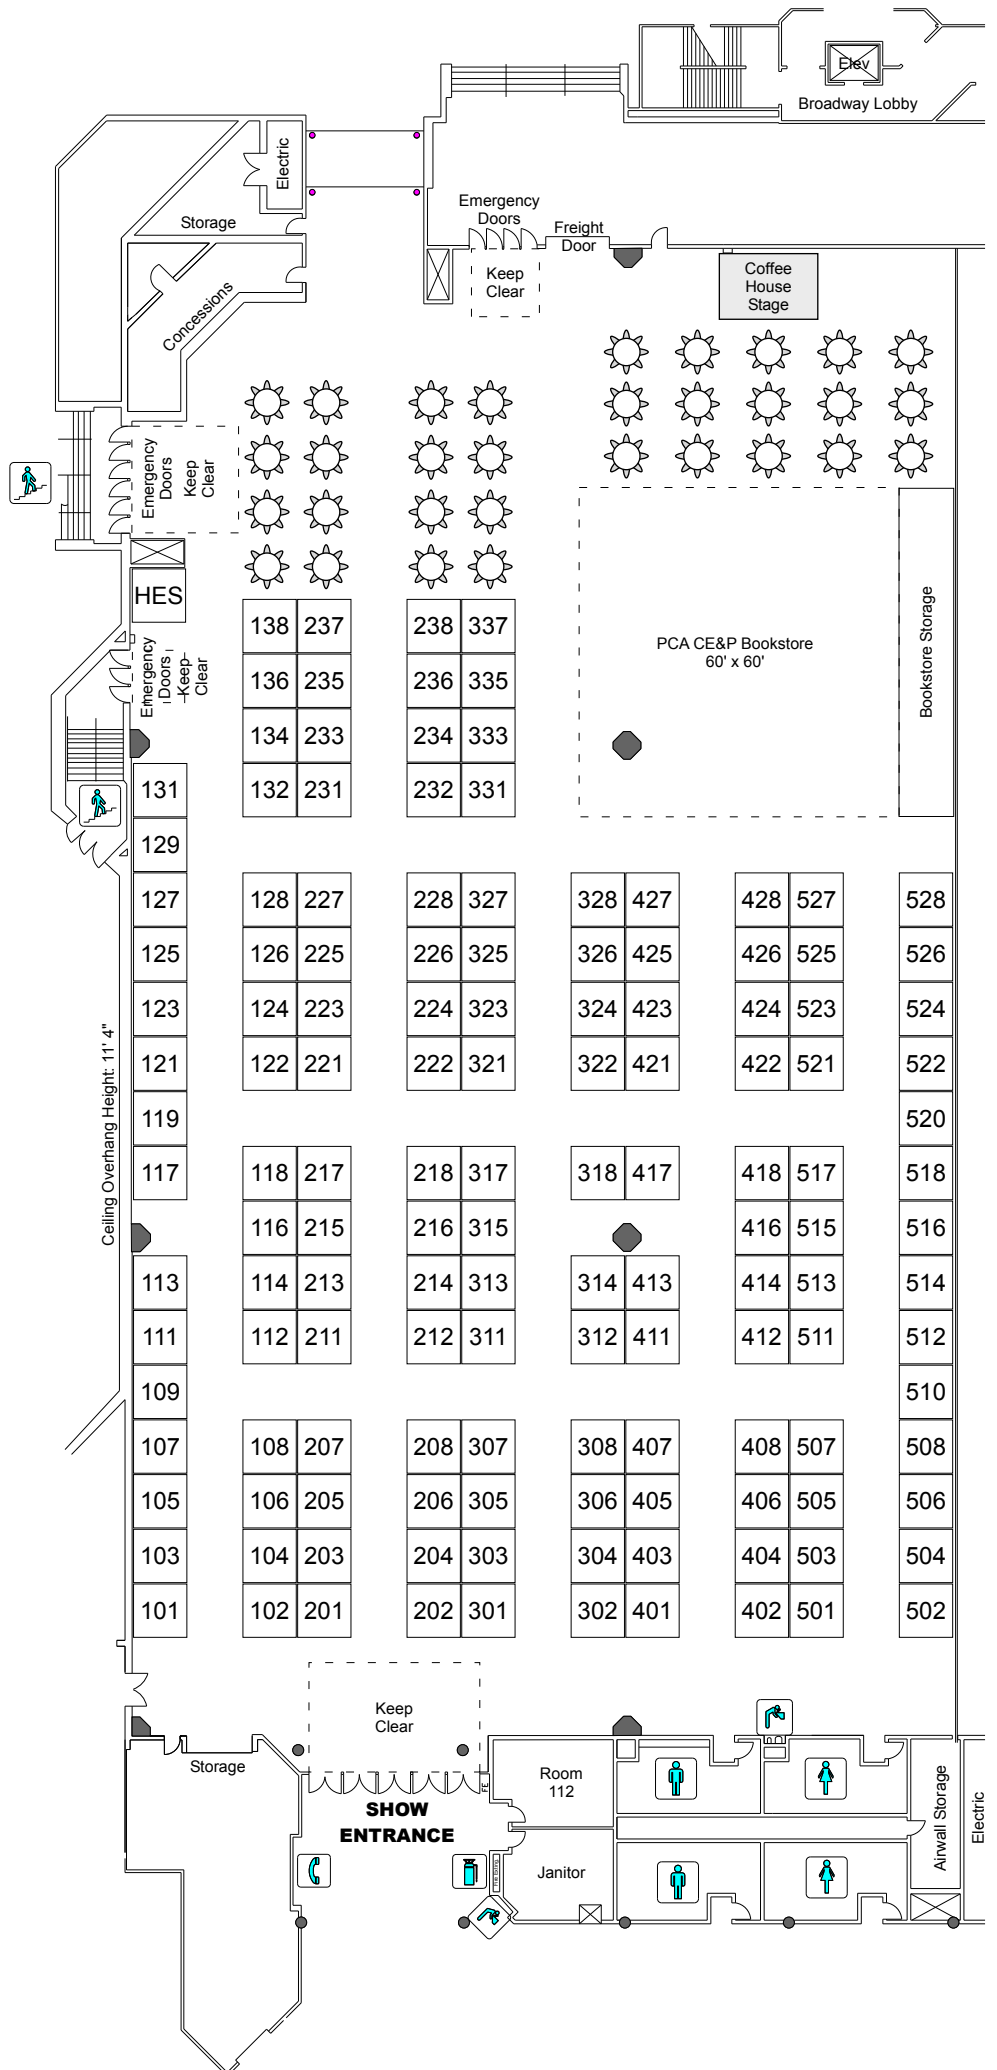 Elev
Broadway Lobby
Electric
Storage
Emergency
Doors
Freight
Door
Keep
Clear
Coffee
House
Stage
Concessions
Emergency
Doors
Keep
Clear
HES
Emergency
Doors
Keep
Clear
PCA CE&P Bookstore
60' x 60'
Bookstore Storage
138 237 238 337
136 235 236 335
134 233 234 333
131 132 231 232 331
129
127 128 227 228 327 328 427 428 527 528
125 126 225 226 325 326 425 426 525 526
123 124 223 224 323 324 423 424 523 524
121 122 221 222 321 322 421 422 521 522
Ceiling Overhang Height: 11' 4"
119 520
117 118 217 218 317 318 417 418 517 518
116 215 216 315 416 515 516
113 114 213 214 313 314 413 414 513 514
111 112 211 212 311 312 411 412 511 512
109 510
107 108 207 208 307 308 407 408 507 508
105 106 205 206 305 306 405 406 505 506
103 104 203 204 303 304 403 404 503 504
101 102 201 202 301 302 401 402 501 502
Keep
Clear
Storage
FE
SHOW
ENTRANCE
Room
112
Janitor
Airwall Storage
Electric